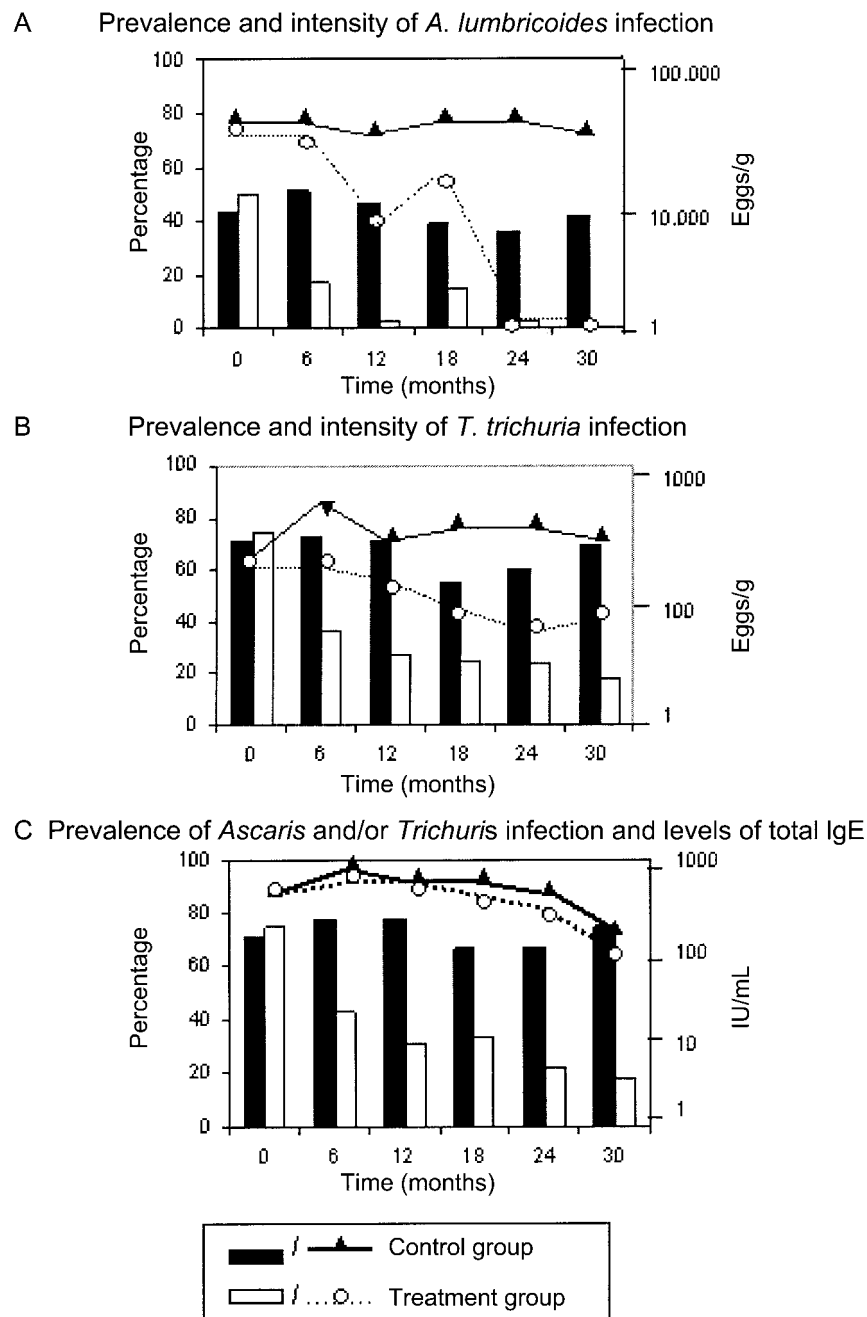 A Prevalence and intensity of A. lumbricoides infection
100
80
60
40
20
0
Percentage
100.000
10.000
1
Eggs/g
0 6 12 18 24 30
Time (months)
B Prevalence and intensity of T. trichuria infection
100
80
60
40
20
0
Percentage
1000
100
1
Eggs/g
0 6 12 18 24 30
Time (months)
C Prevalence of Ascaris and/or Trichuris infection and levels of total IgE
100
80
60
40
20
0
Percentage
1000
100
10
1
IU/mL
0 6 12 18 24 30
Time (months)
/ Control group
/ Treatment group